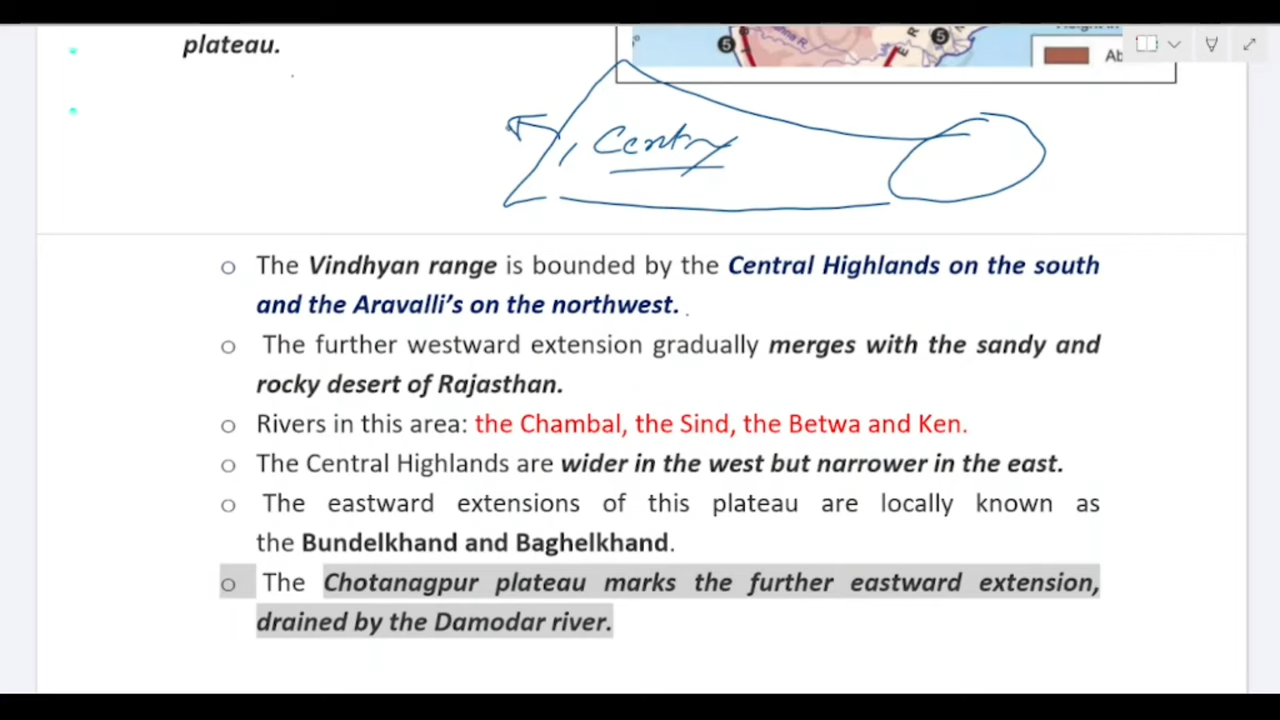 plateau.
5
R.
E
R
5
Ab
Centry
o The Vindhyan range is bounded by the Central Highlands on the south
and the Aravalli’s on the northwest.
o The further westward extension gradually merges with the sandy and
rocky desert of Rajasthan.
o Rivers in this area: the Chambal, the Sind, the Betwa and Ken.
o The Central Highlands are wider in the west but narrower in the east.
o The eastward extensions of this plateau are locally known as
the Bundelkhand and Baghelkhand.
o The Chotanagpur plateau marks the further eastward extension,
drained by the Damodar river.